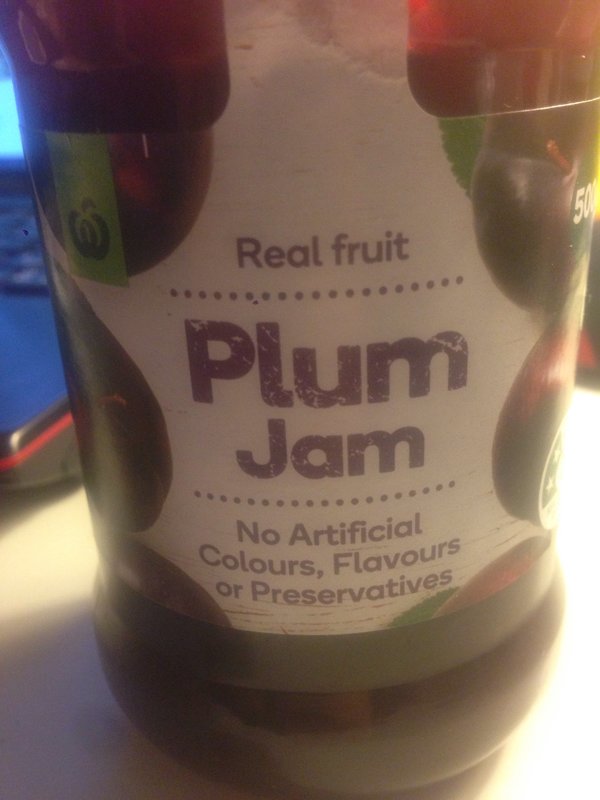 Real fruit
Plum
Jam
No Artificial
Colours, Flavours
or Preservatives